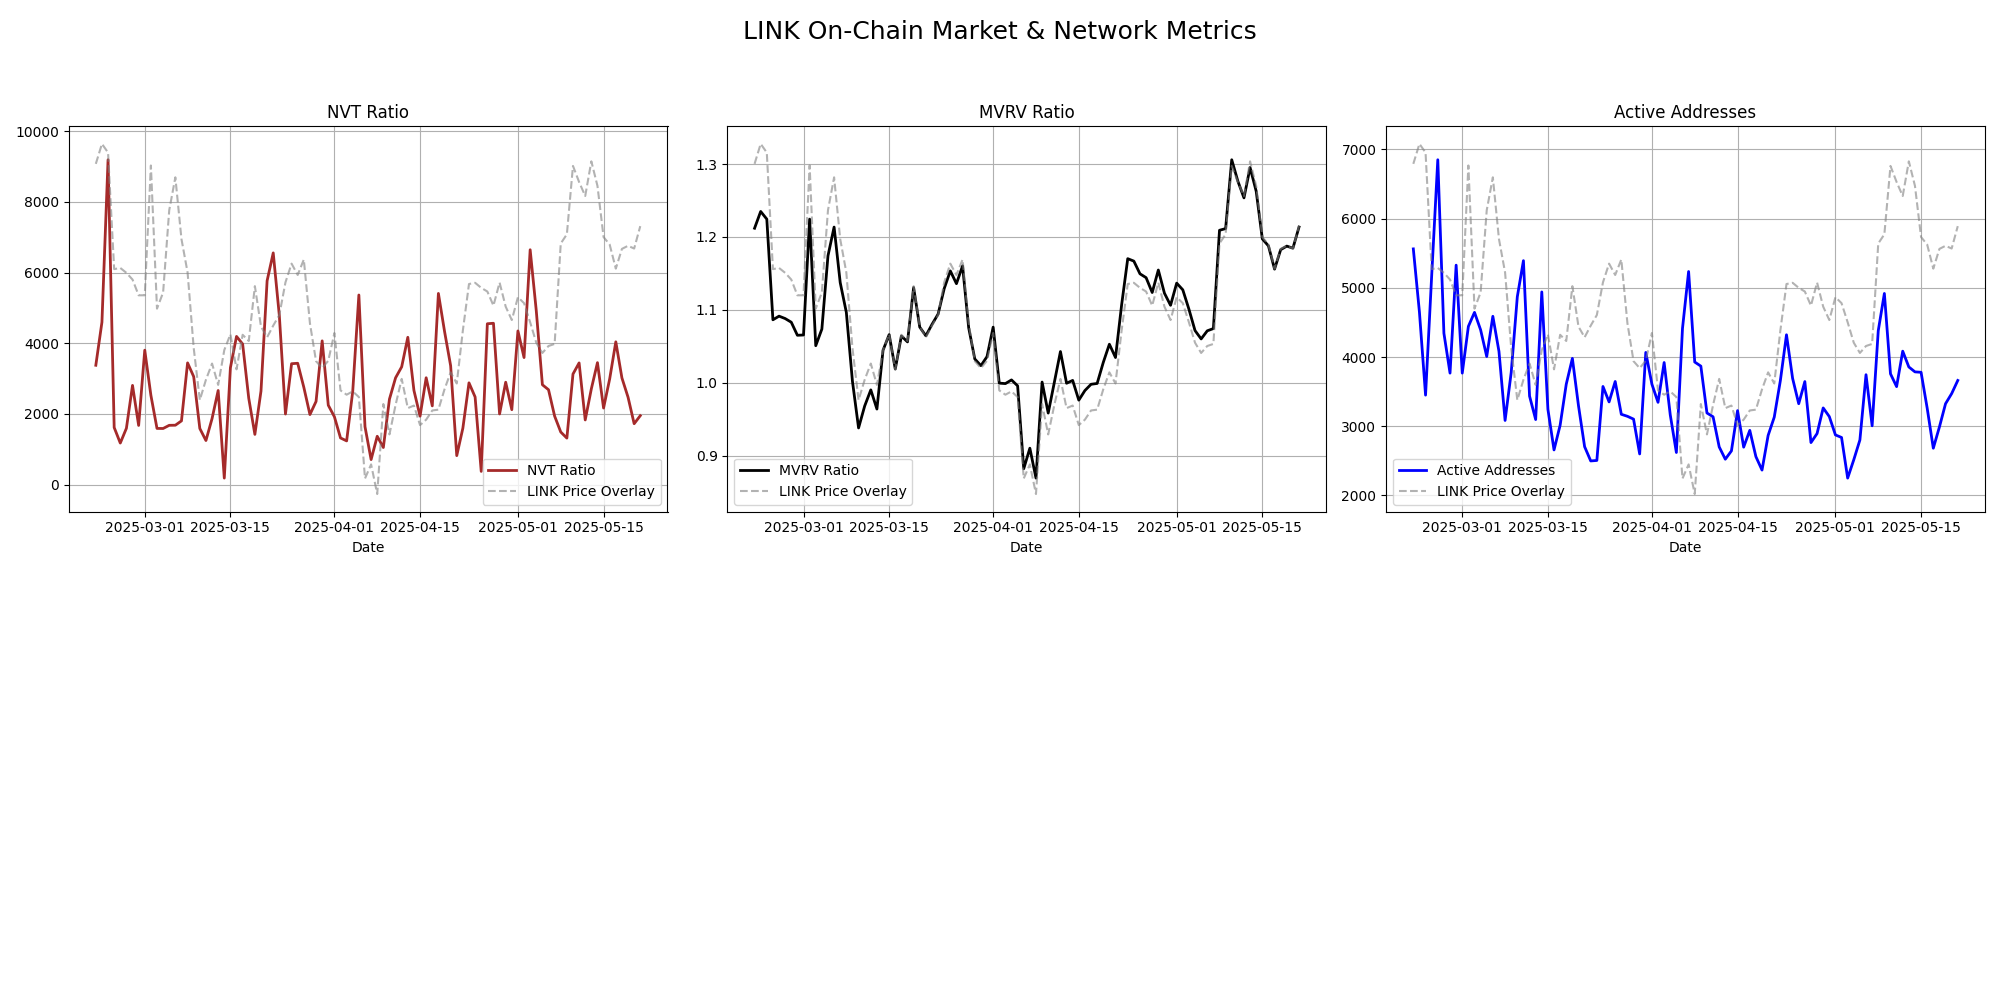 LINK On-Chain Market & Network Metrics
NVT Ratio
10000
8000
6000
4000
2000
0
NVT Ratio
LINK Price Overlay
2025-03-01 2025-03-15 2025-04-01 2025-04-15 2025-05-01 2025-05-15
Date
MVRV Ratio
1.3
1.2
1.1
1.0
0.9
MVRV Ratio
LINK Price Overlay
2025-03-01 2025-03-15 2025-04-01 2025-04-15 2025-05-01 2025-05-15
Date
Active Addresses
7000
6000
5000
4000
3000
2000
Active Addresses
LINK Price Overlay
2025-03-01 2025-03-15 2025-04-01 2025-04-15 2025-05-01 2025-05-15
Date